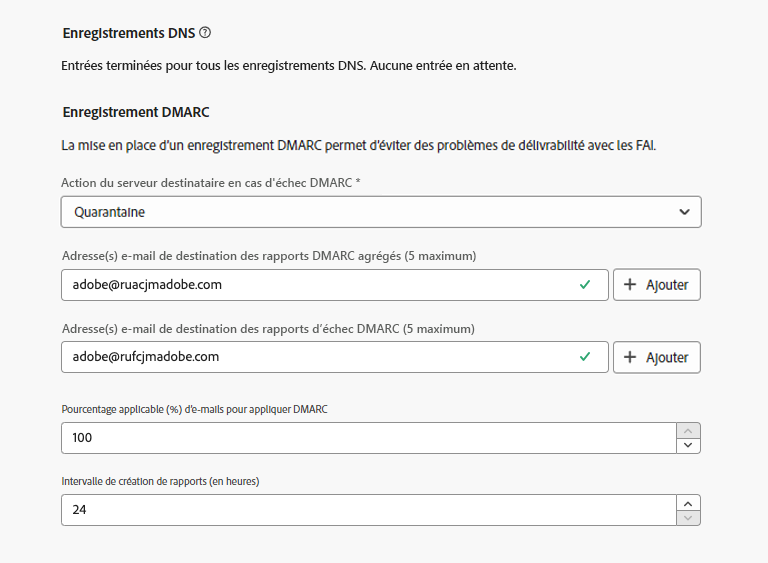 Enregistrements DNS
Entrées terminées pour tous les enregistrements DNS. Aucune entrée en attente.
Enregistrement DMARC
La mise en place d'un enregistrement DMARC permet d'éviter des problèmes de délivrabilité avec les FAI.
Action du serveur destinataire en cas d'échec DMARC *
Quarantaine
Adresse(s) e-mail de destination des rapports DMARC agrégés (5 maximum)
adobe@ruacjmadobe.com
+ Ajouter
Adresse(s) e-mail de destination des rapports d'échec DMARC (5 maximum)
adobe@rufcjmadobe.com
+ Ajouter
Pourcentage applicable (%) d'e-mails pour appliquer DMARC
100
Intervalle de création de rapports (en heures)
24